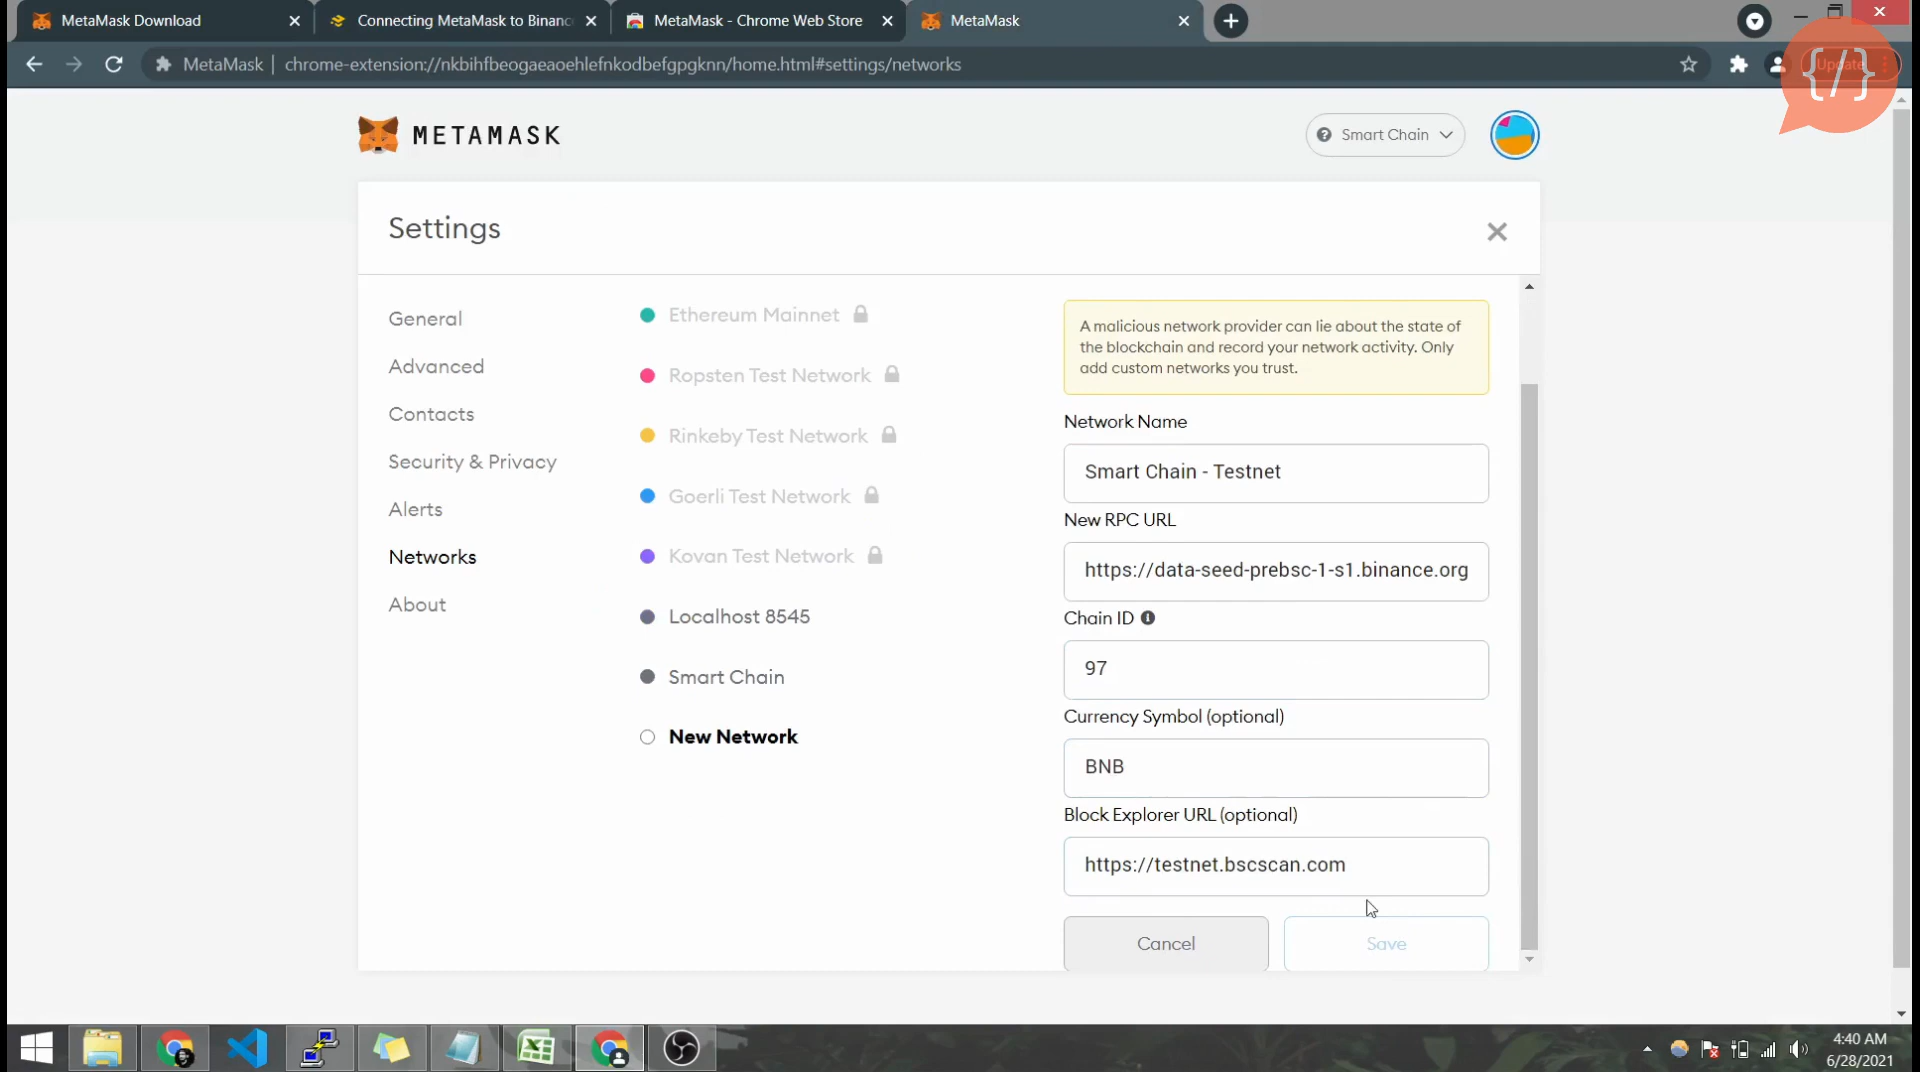 MetaMask Download
Connecting MetaMask to Binanc
MetaMask - Chrome Web Store
MetaMask
MetaMask | chrome-extension://nkbihfbeogaeaoehlefnkodbefgpgknn/home.html#settings/networks
Update
{/}
METAMASK
Smart Chain
Settings
General
Advanced
Contacts
Security & Privacy
Alerts
Networks
About
Ethereum Mainnet
Ropsten Test Network
Rinkeby Test Network
Goerli Test Network
Kovan Test Network
Localhost 8545
Smart Chain
New Network
A malicious network provider can lie about the state of
the blockchain and record your network activity. Only
add custom networks you trust.
Network Name
Smart Chain - Testnet
New RPC URL
https://data-seed-prebsc-1-s1.binance.org
Chain ID
97
Currency Symbol (optional)
BNB
Block Explorer URL (optional)
https://testnet.bscscan.com
Cancel
Save
4:40 AM
6/28/2021